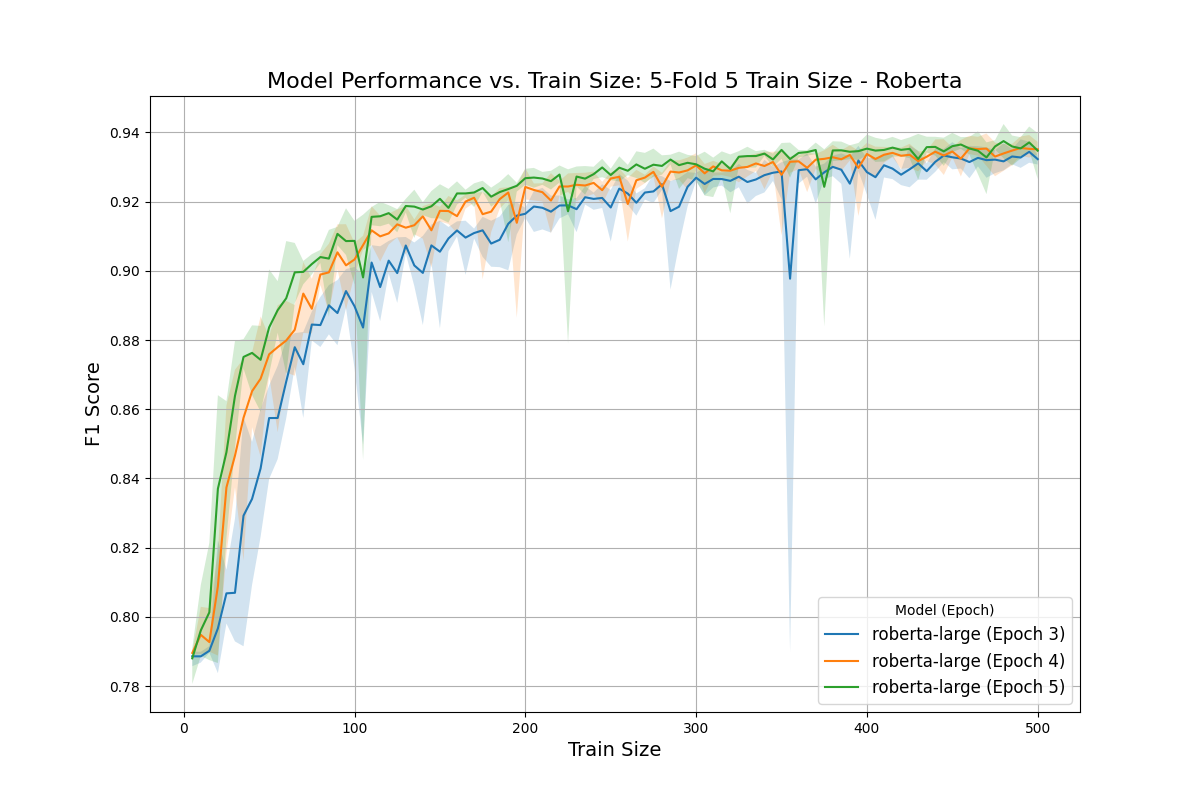 Model Performance vs. Train Size: 5-Fold 5 Train Size - Roberta
F1 Score
0.94
0.92
0.90
0.88
0.86
0.84
0.82
0.80
0.78
Model (Epoch)
roberta-large (Epoch 3)
roberta-large (Epoch 4)
roberta-large (Epoch 5)
0 100 200 300 400 500
Train Size